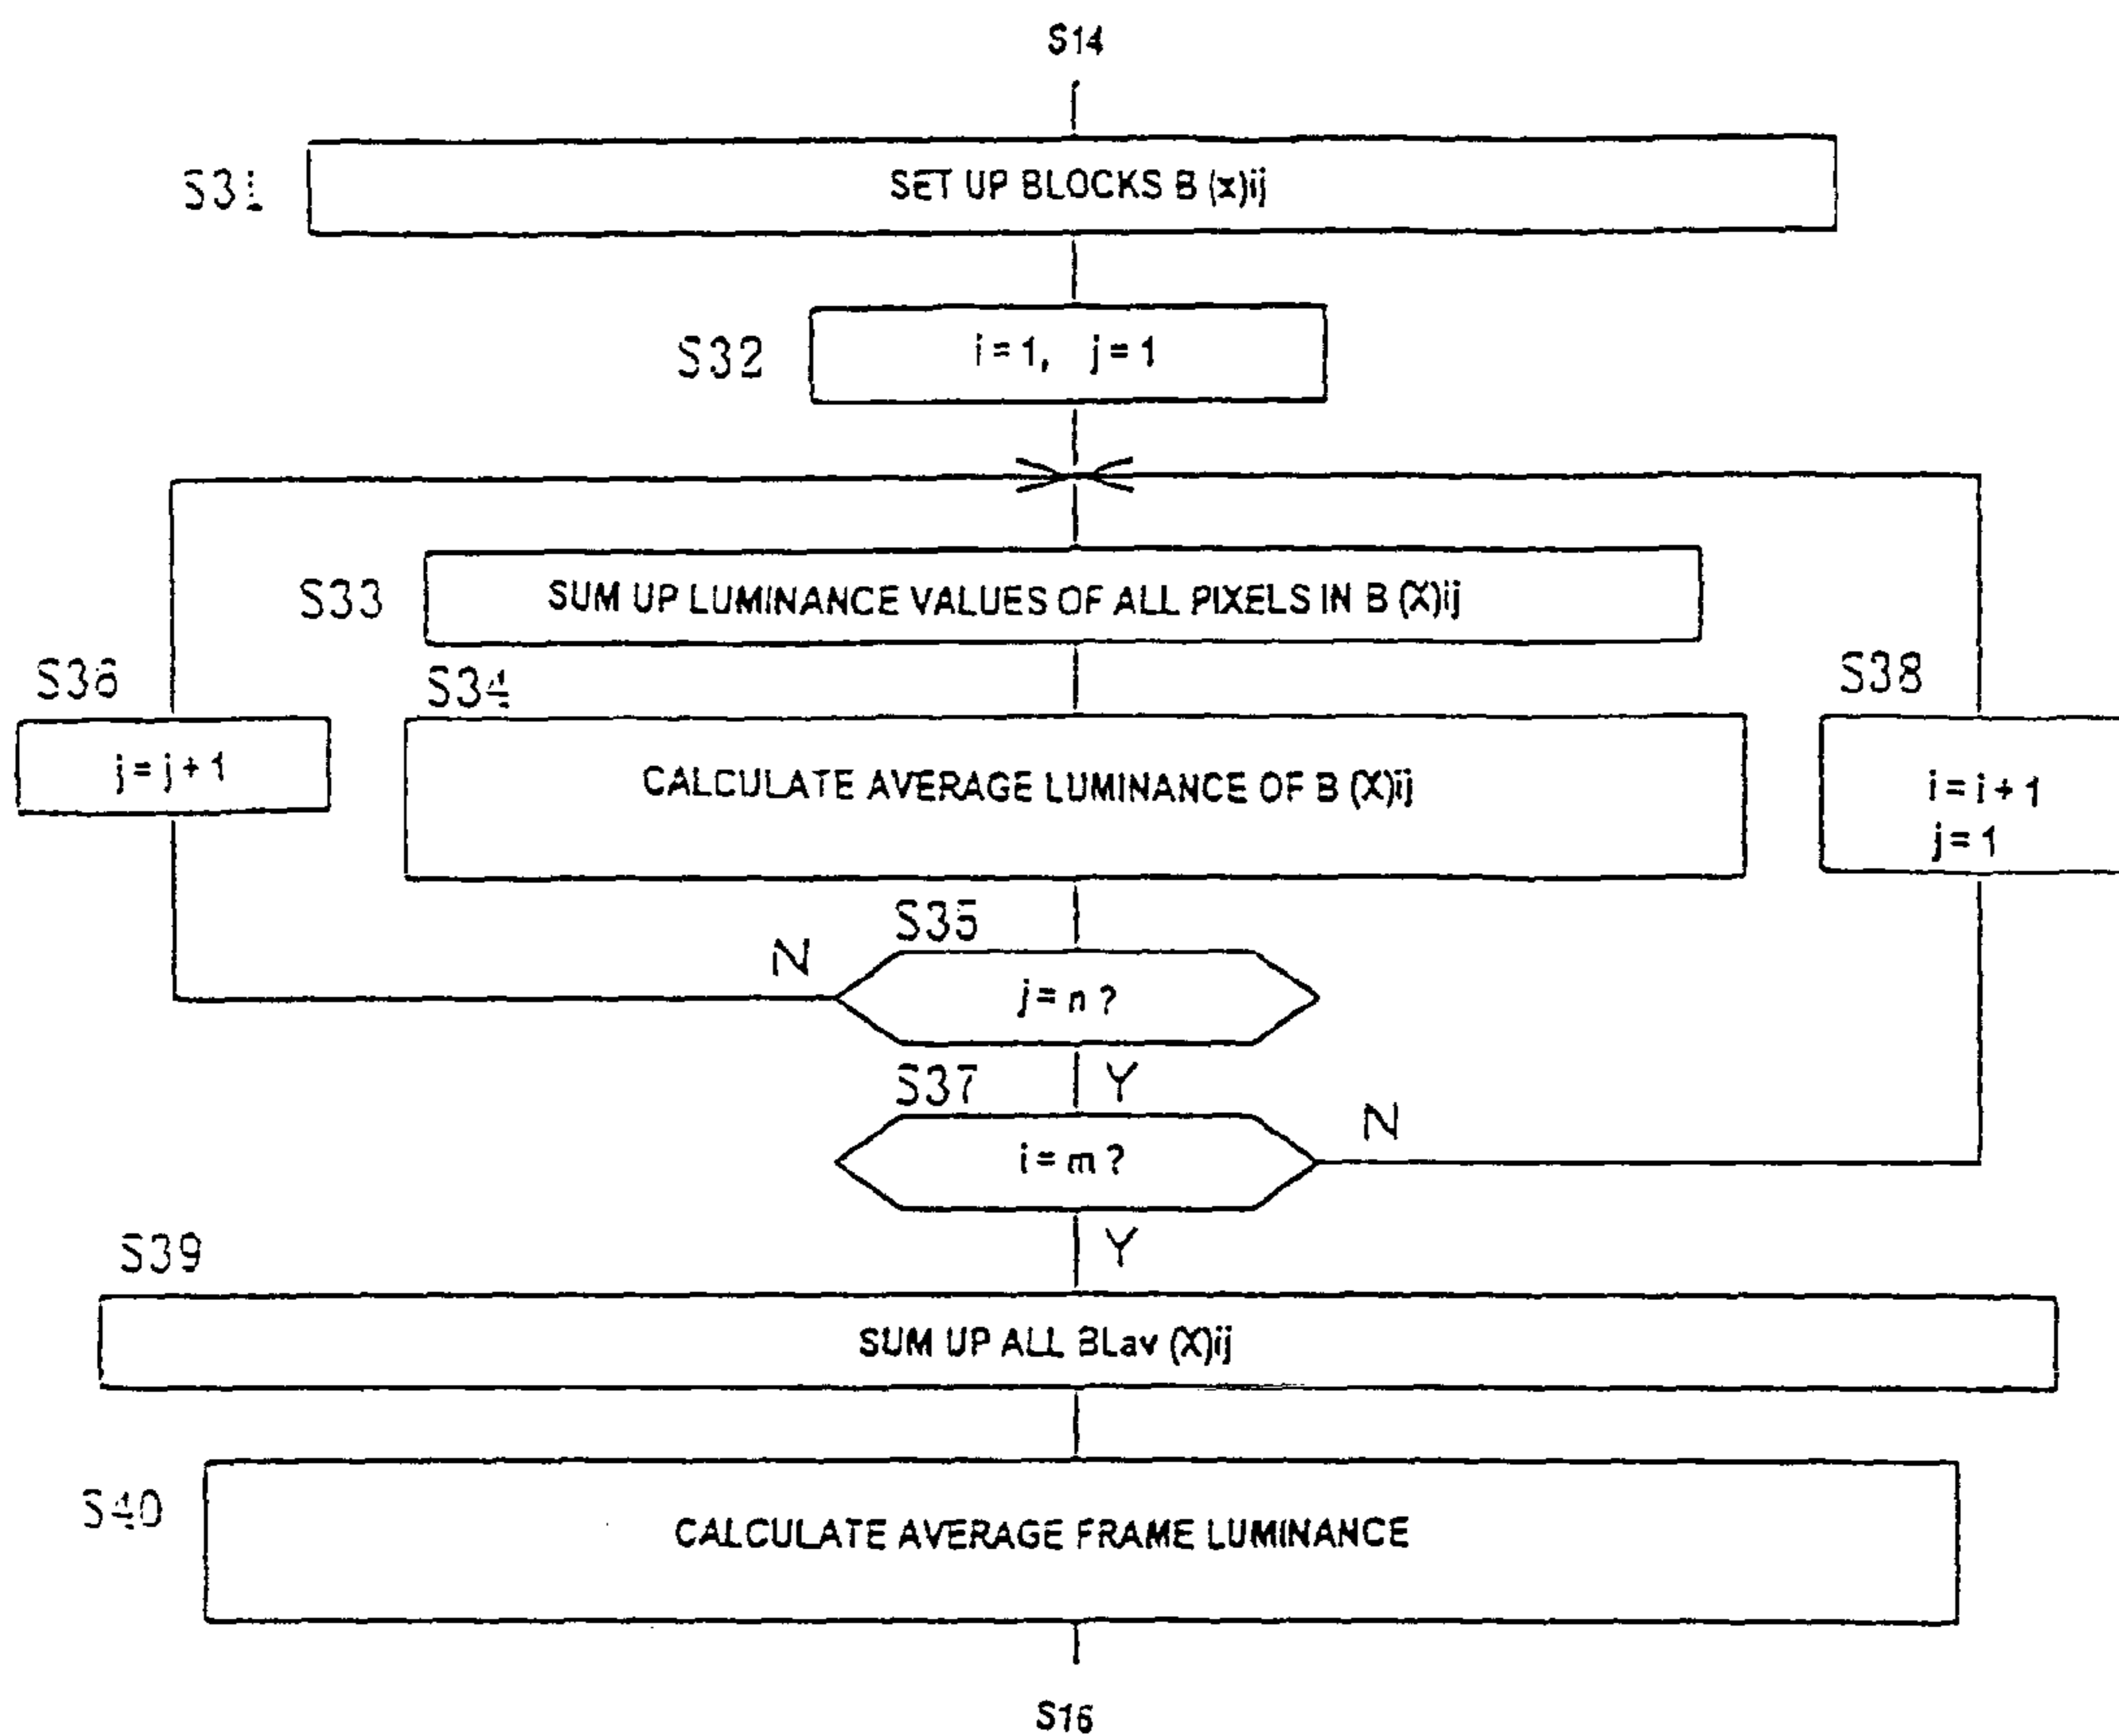 S14
S31
SET UP BLOCKS B (x)ij
S32
i = 1,   j = 1
S33
SUM UP LUMINANCE VALUES OF ALL PIXELS IN B (X)ij
S36
j = j + 1
S34
CALCULATE AVERAGE LUMINANCE OF B (X)ij
S38
i = i + 1
j = 1
S35
N
j = n ?
Y
S37
i = m ?
N
Y
S39
SUM UP ALL BLav (X)ij
S40
CALCULATE AVERAGE FRAME LUMINANCE
S16